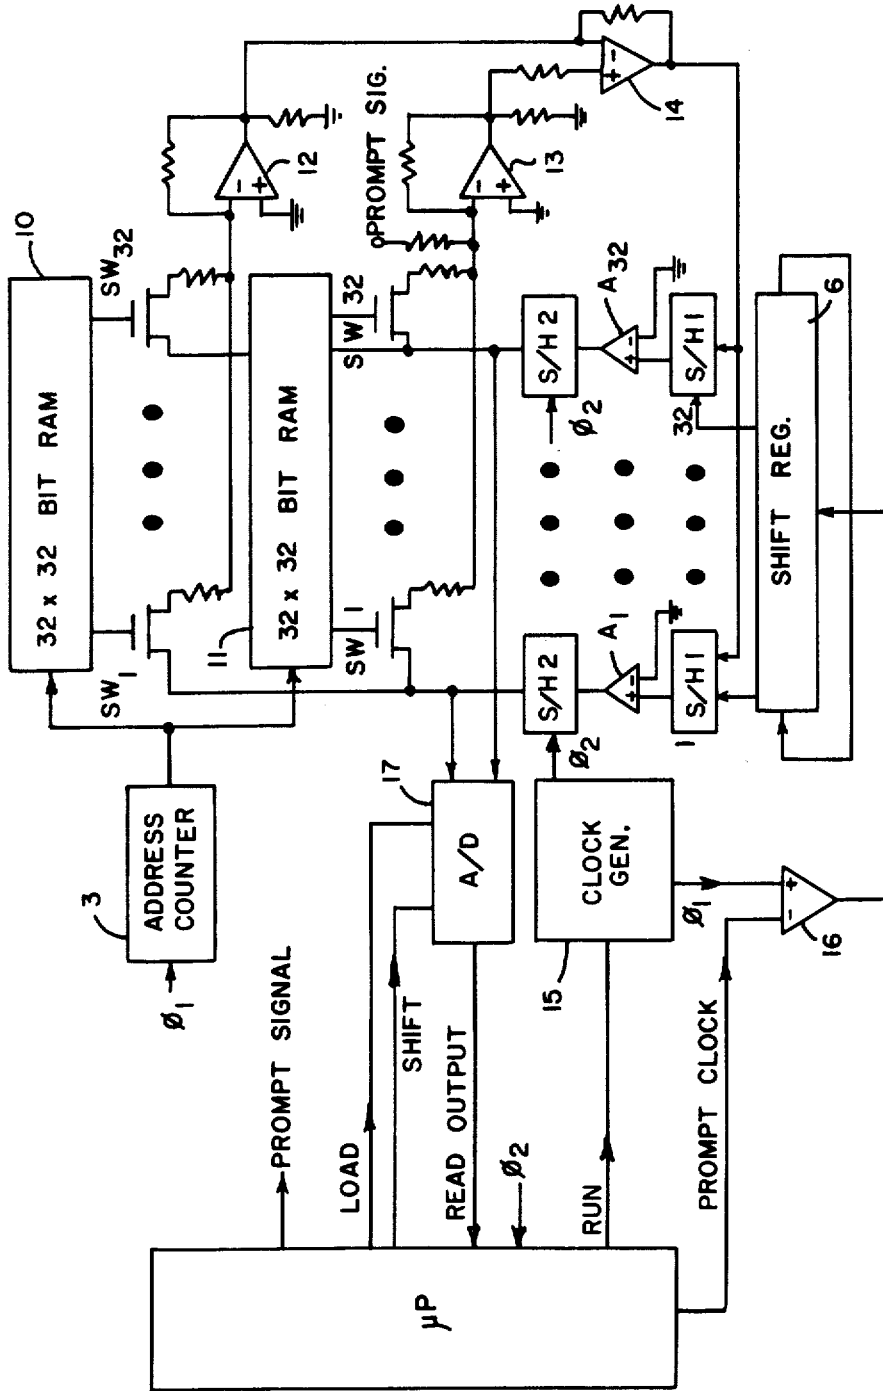 10
32 x 32 BIT RAM
SW1
SW32
12
11
32 x 32 BIT RAM
SW 1
SW 32
PROMPT SIG.
13
14
3
ADDRESS COUNTER
Ø1
PROMPT SIGNAL
LOAD
SHIFT
READ OUTPUT
Ø2
RUN
PROMPT CLOCK
μP
17
A/D
15
CLOCK GEN.
Ø1
Ø2
16
S/H 2
S/H 2
Ø2
A1
A32
S/H 1
1
S/H 1
32
SHIFT REG.
6
-
+
-
+
-
+
+
-
+
-
-
+